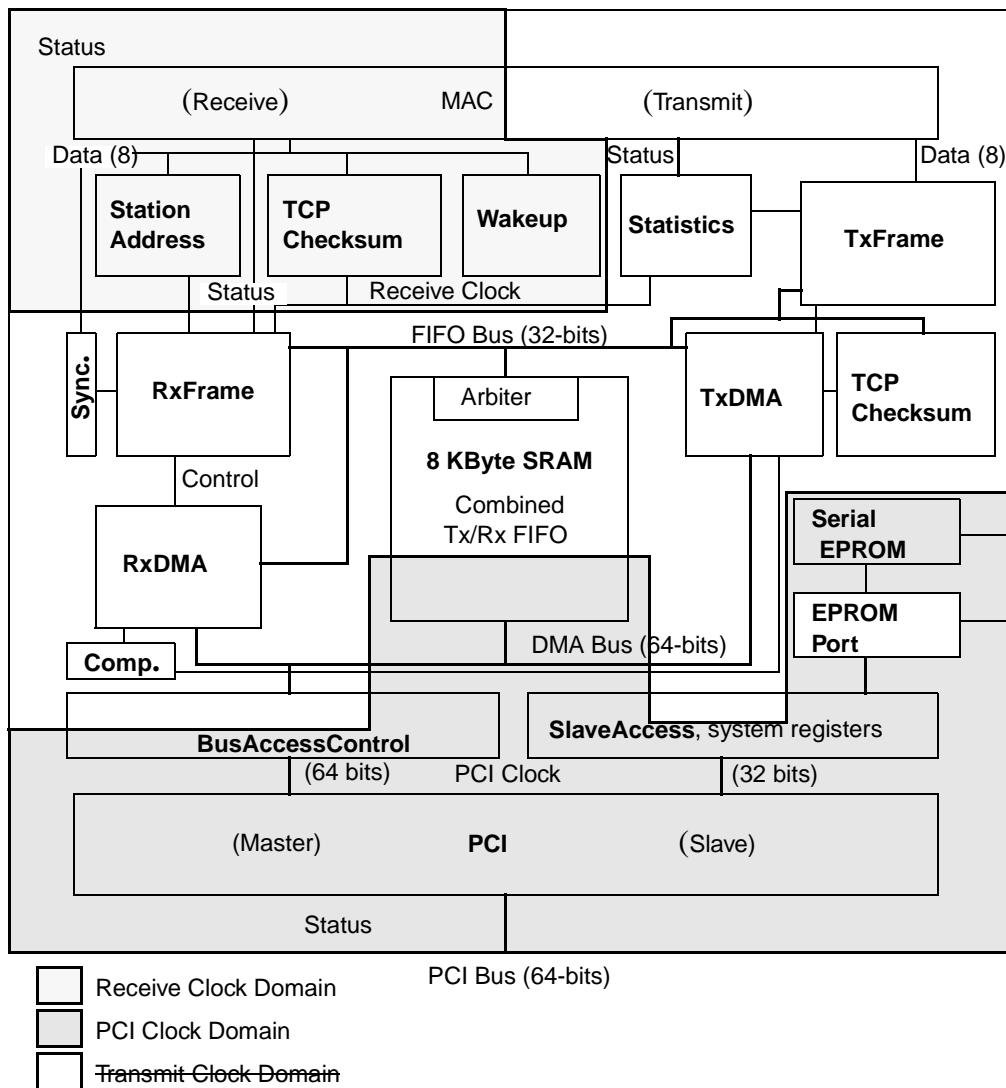 Status
(Receive)
MAC
(Transmit)
Data (8)
Status
Data (8)
Station
Address
TCP
Checksum
Wakeup
Statistics
TxFrame
Status
Receive Clock
FIFO Bus (32-bits)
Sync.
RxFrame
Arbiter
TxDMA
TCP
Checksum
8 KByte SRAM
Combined
Tx/Rx FIFO
Control
RxDMA
Serial
EPROM
EPROM
Port
Comp.
DMA Bus (64-bits)
BusAccessControl
SlaveAccess, system registers
(64 bits)
PCI Clock
(32 bits)
(Master)
PCI
(Slave)
Status
PCI Bus (64-bits)
Receive Clock Domain
PCI Clock Domain
Transmit Clock Domain